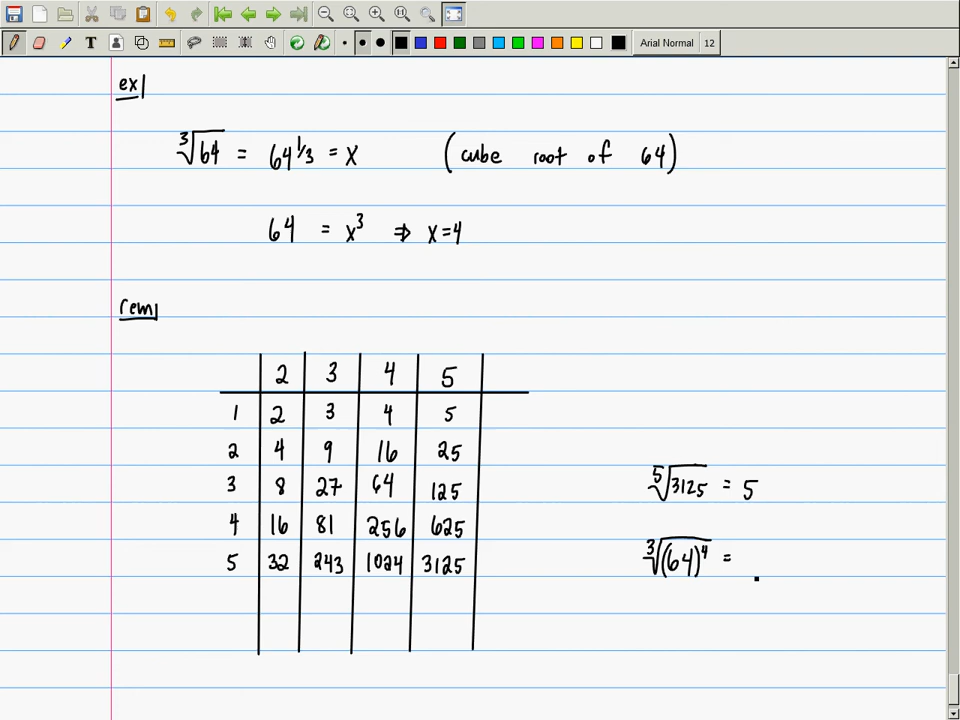 T Arial Normal 12
ex|
∛64 = 64^1/3 = x (cube root of 64)
64 = x³ ⇒ x=4
rem|
2 3 4 5
1 2 3 4 5
2 4 9 16 25
3 8 27 64 125
⁵√3125 = 5
4 16 81 256 625
5 32 243 1024 3125
∛(64)⁴ =